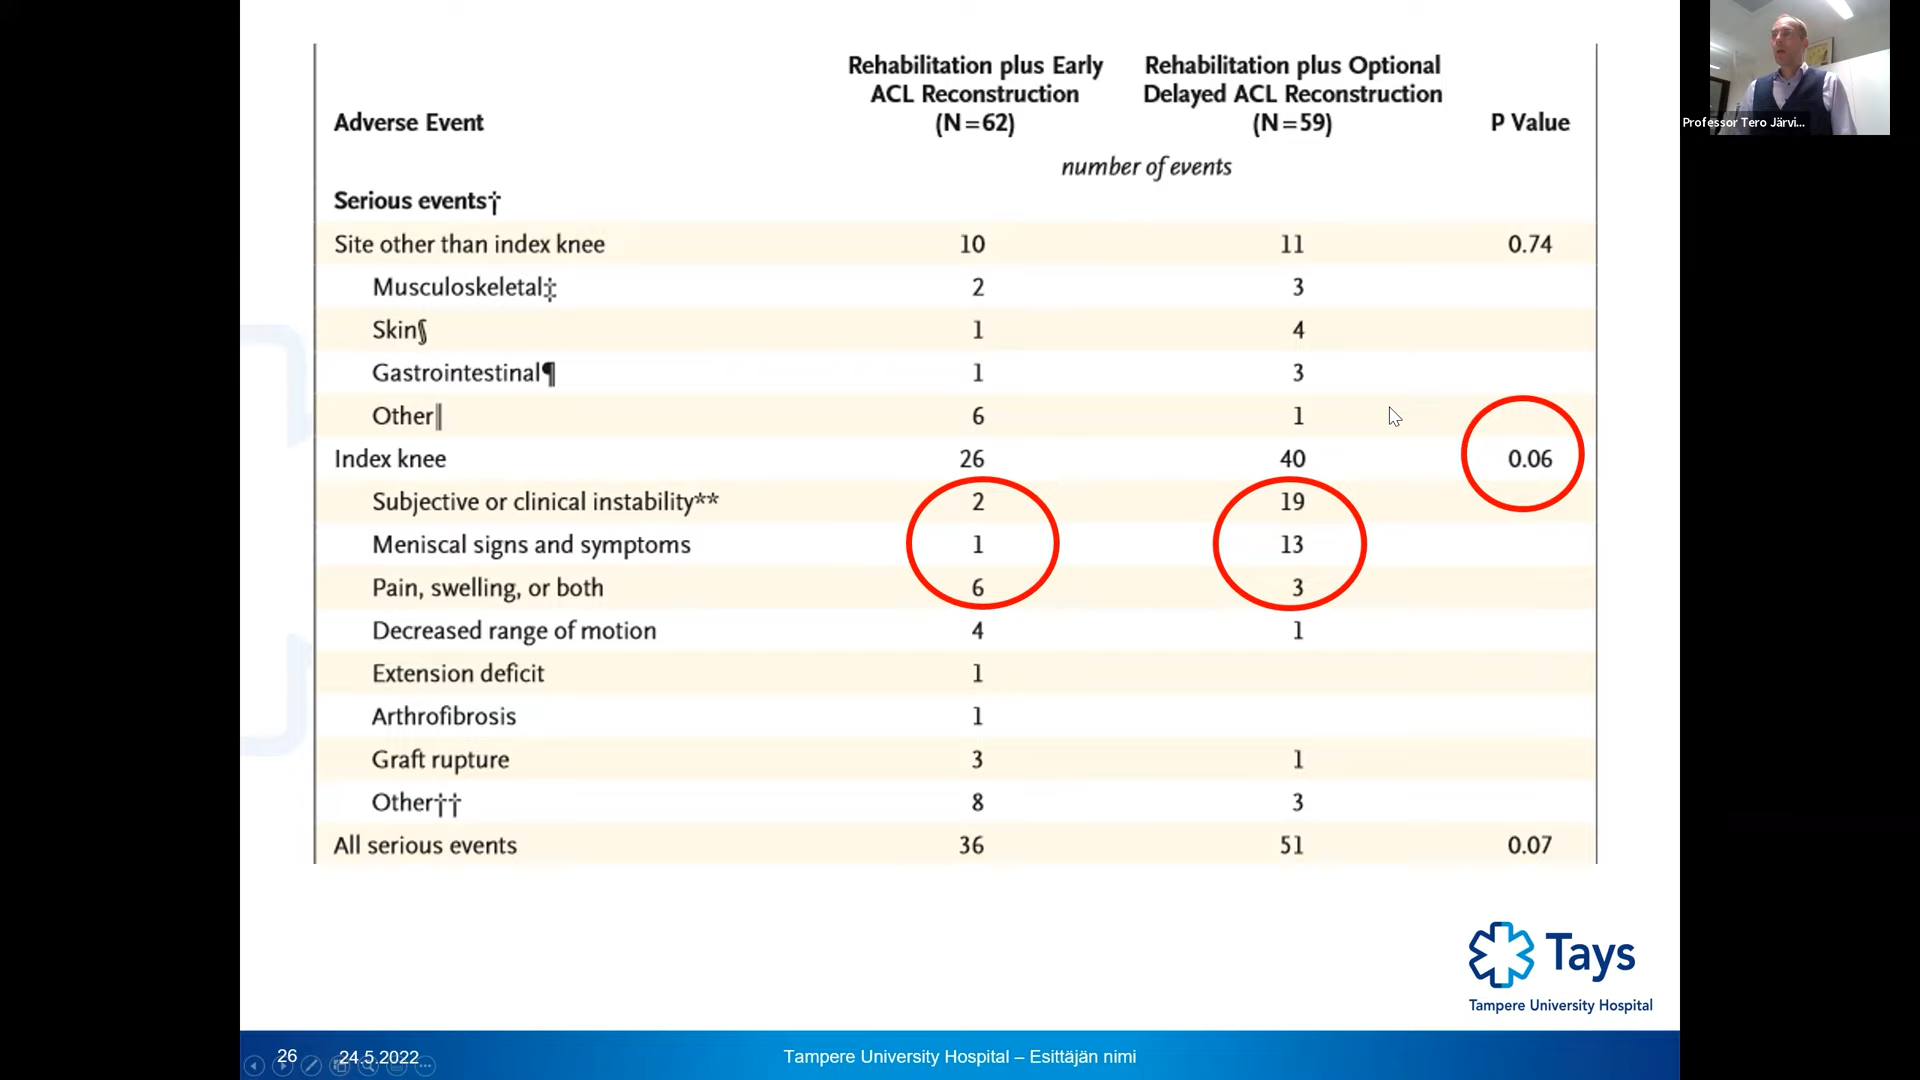 Rehabilitation plus Early ACL Reconstruction (N=62)
Rehabilitation plus Optional Delayed ACL Reconstruction (N=59)
Adverse Event
P Value
number of events
Serious events†
Site other than index knee 10 11 0.74
Musculoskeletal‡ 2 3
Skin§ 1 4
Gastrointestinal¶ 1 3
Other‖ 6 1
Index knee 26 40 0.06
Subjective or clinical instability** 2 19
Meniscal signs and symptoms 1 13
Pain, swelling, or both 6 3
Decreased range of motion 4 1
Extension deficit 1
Arthrofibrosis 1
Graft rupture 3 1
Other†† 8 3
All serious events 36 51 0.07
Professor Tero Järvi...
Tays
Tampere University Hospital
26 24.5.2022 Tampere University Hospital – Esittäjän nimi